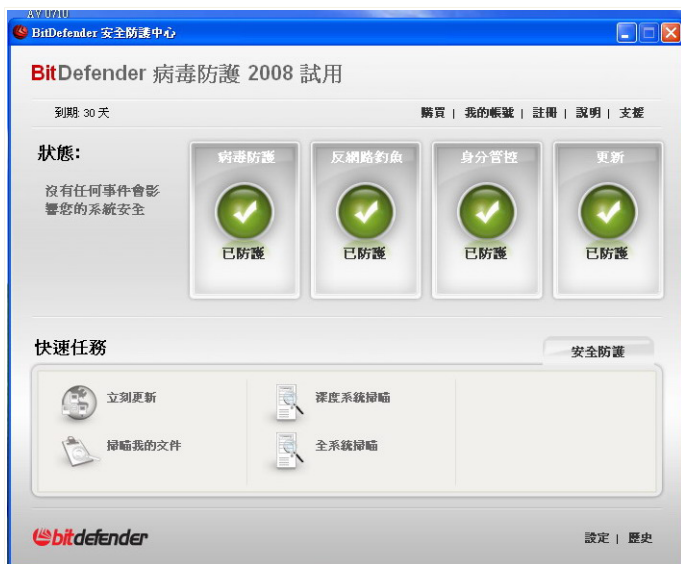 AV 0710
BitDefender 安全防護中心
BitDefender 病毒防護 2008 試用
到期: 30 天
購買 | 我的帳號 | 註冊 | 說明 | 支援
狀態:
沒有任何事件會影
響您的系統安全
病毒防護
已防護
反網路釣魚
已防護
身分管控
已防護
更新
已防護
快速任務
安全防護
立刻更新
深度系統掃瞄
掃瞄我的文件
全系統掃瞄
bitdefender
設定 | 歷史